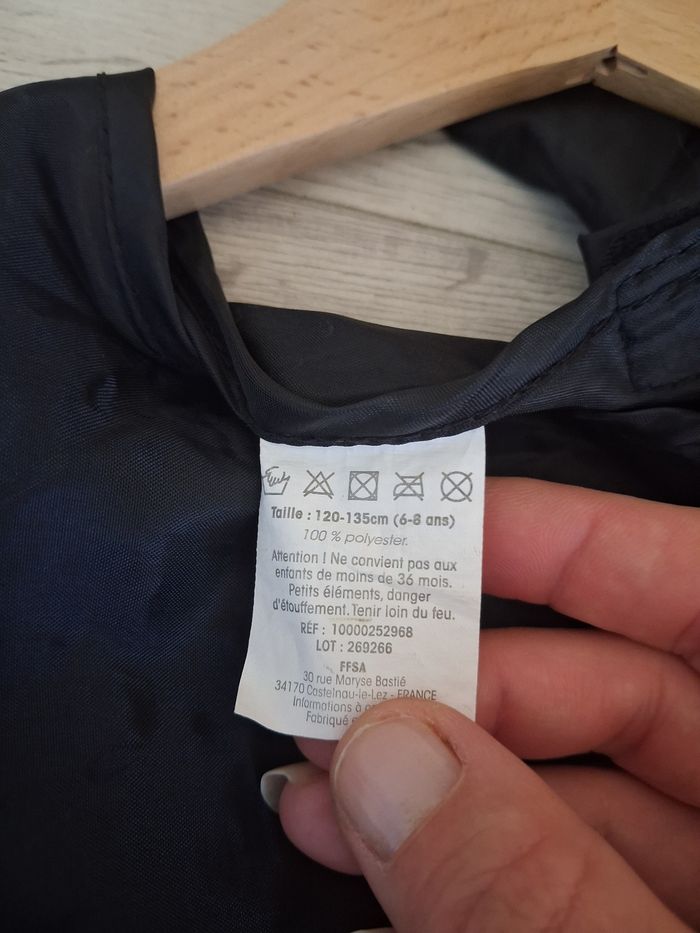 Taille : 120-135cm (6-8 ans)
100 % polyester.
Attention ! Ne convient pas aux
enfants de moins de 36 mois.
Petits éléments, danger
d'étouffement. Tenir loin du feu.
RÉF : 10000252968
LOT : 269266
FFSA
30 rue Maryse Bastié
34170 Castelnau-le-Lez - FRANCE
Informations à
Fabriqué